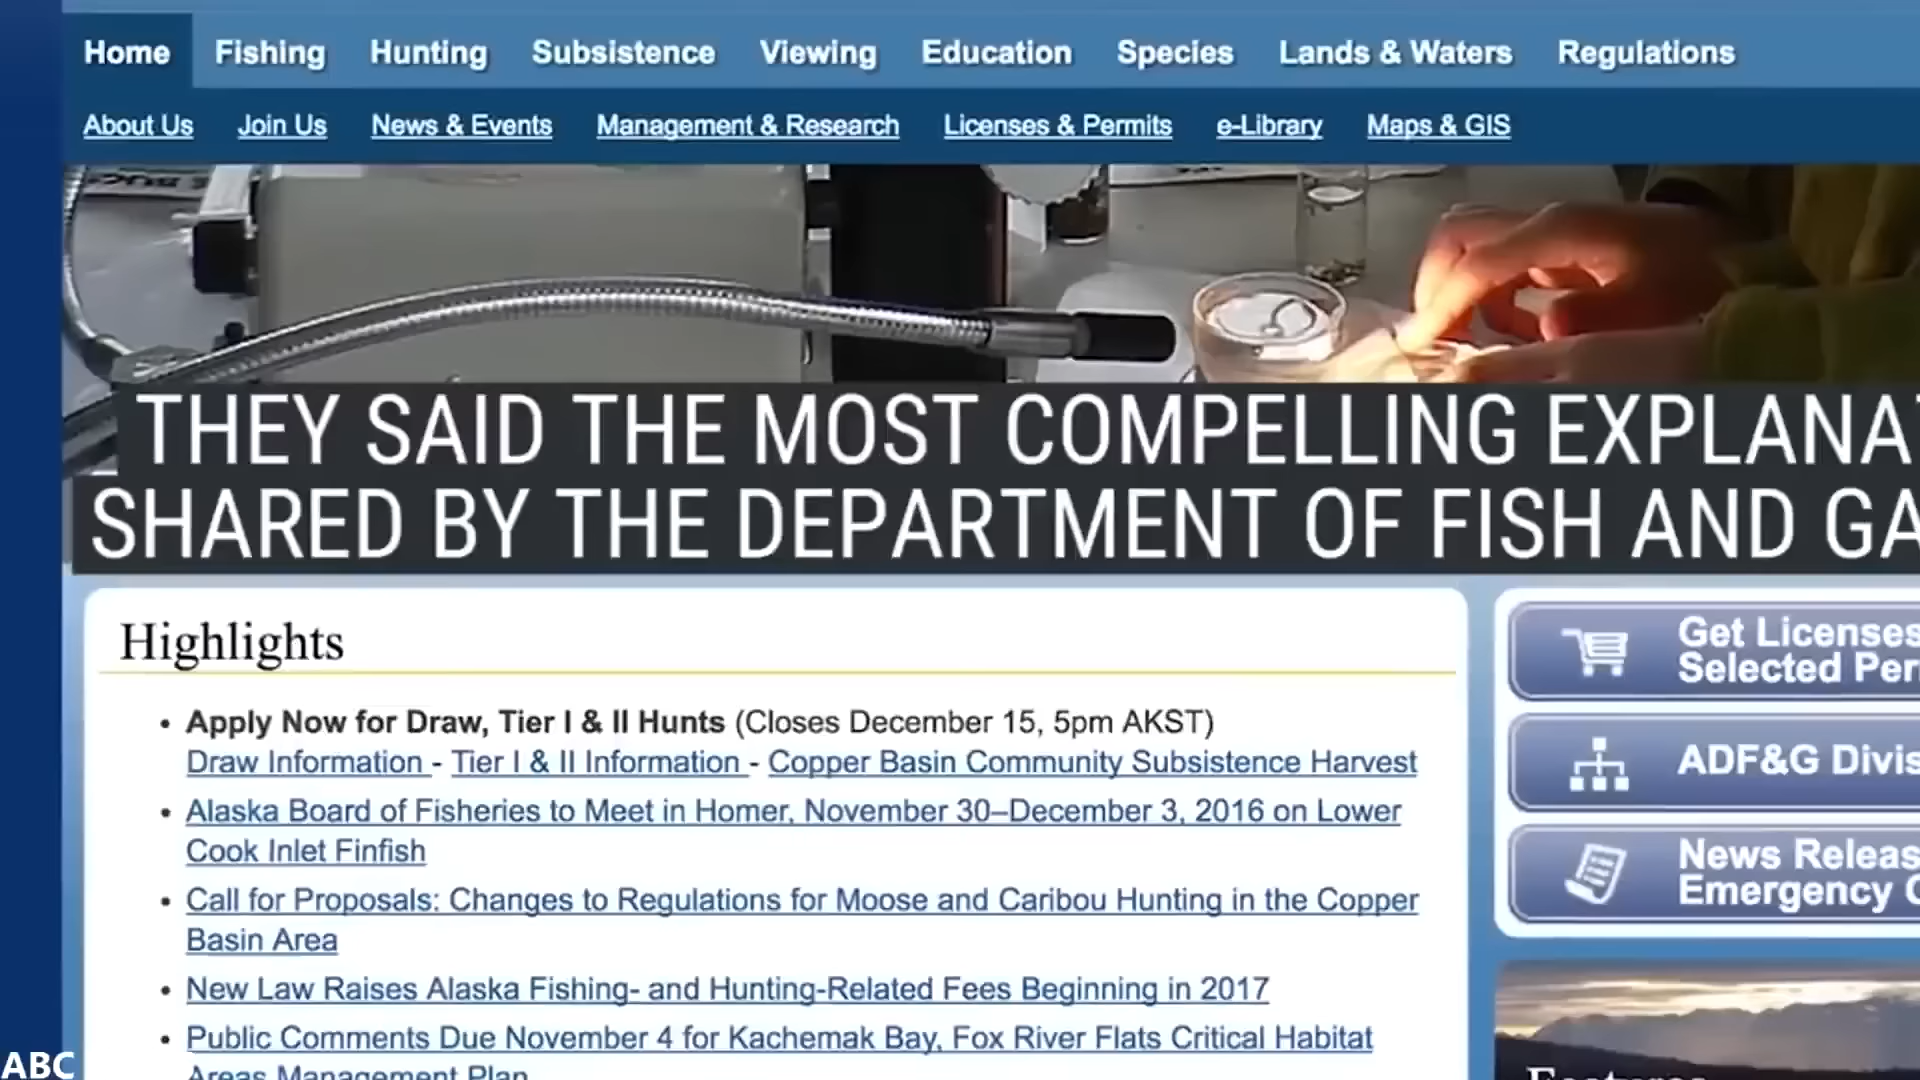 Home Fishing Hunting Subsistence Viewing Education Species Lands & Waters Regulations
About Us Join Us News & Events Management & Research Licenses & Permits e-Library Maps & GIS
THEY SAID THE MOST COMPELLING EXPLANA
SHARED BY THE DEPARTMENT OF FISH AND GA
Highlights
• Apply Now for Draw, Tier I & II Hunts (Closes December 15, 5pm AKST)
Draw Information - Tier I & II Information - Copper Basin Community Subsistence Harvest
• Alaska Board of Fisheries to Meet in Homer, November 30–December 3, 2016 on Lower
Cook Inlet Finfish
• Call for Proposals: Changes to Regulations for Moose and Caribou Hunting in the Copper
Basin Area
• New Law Raises Alaska Fishing- and Hunting-Related Fees Beginning in 2017
• Public Comments Due November 4 for Kachemak Bay, Fox River Flats Critical Habitat
Areas Management Plan
Get Licenses
Selected Per
ADF&G Divis
News Releas
Emergency
ABC